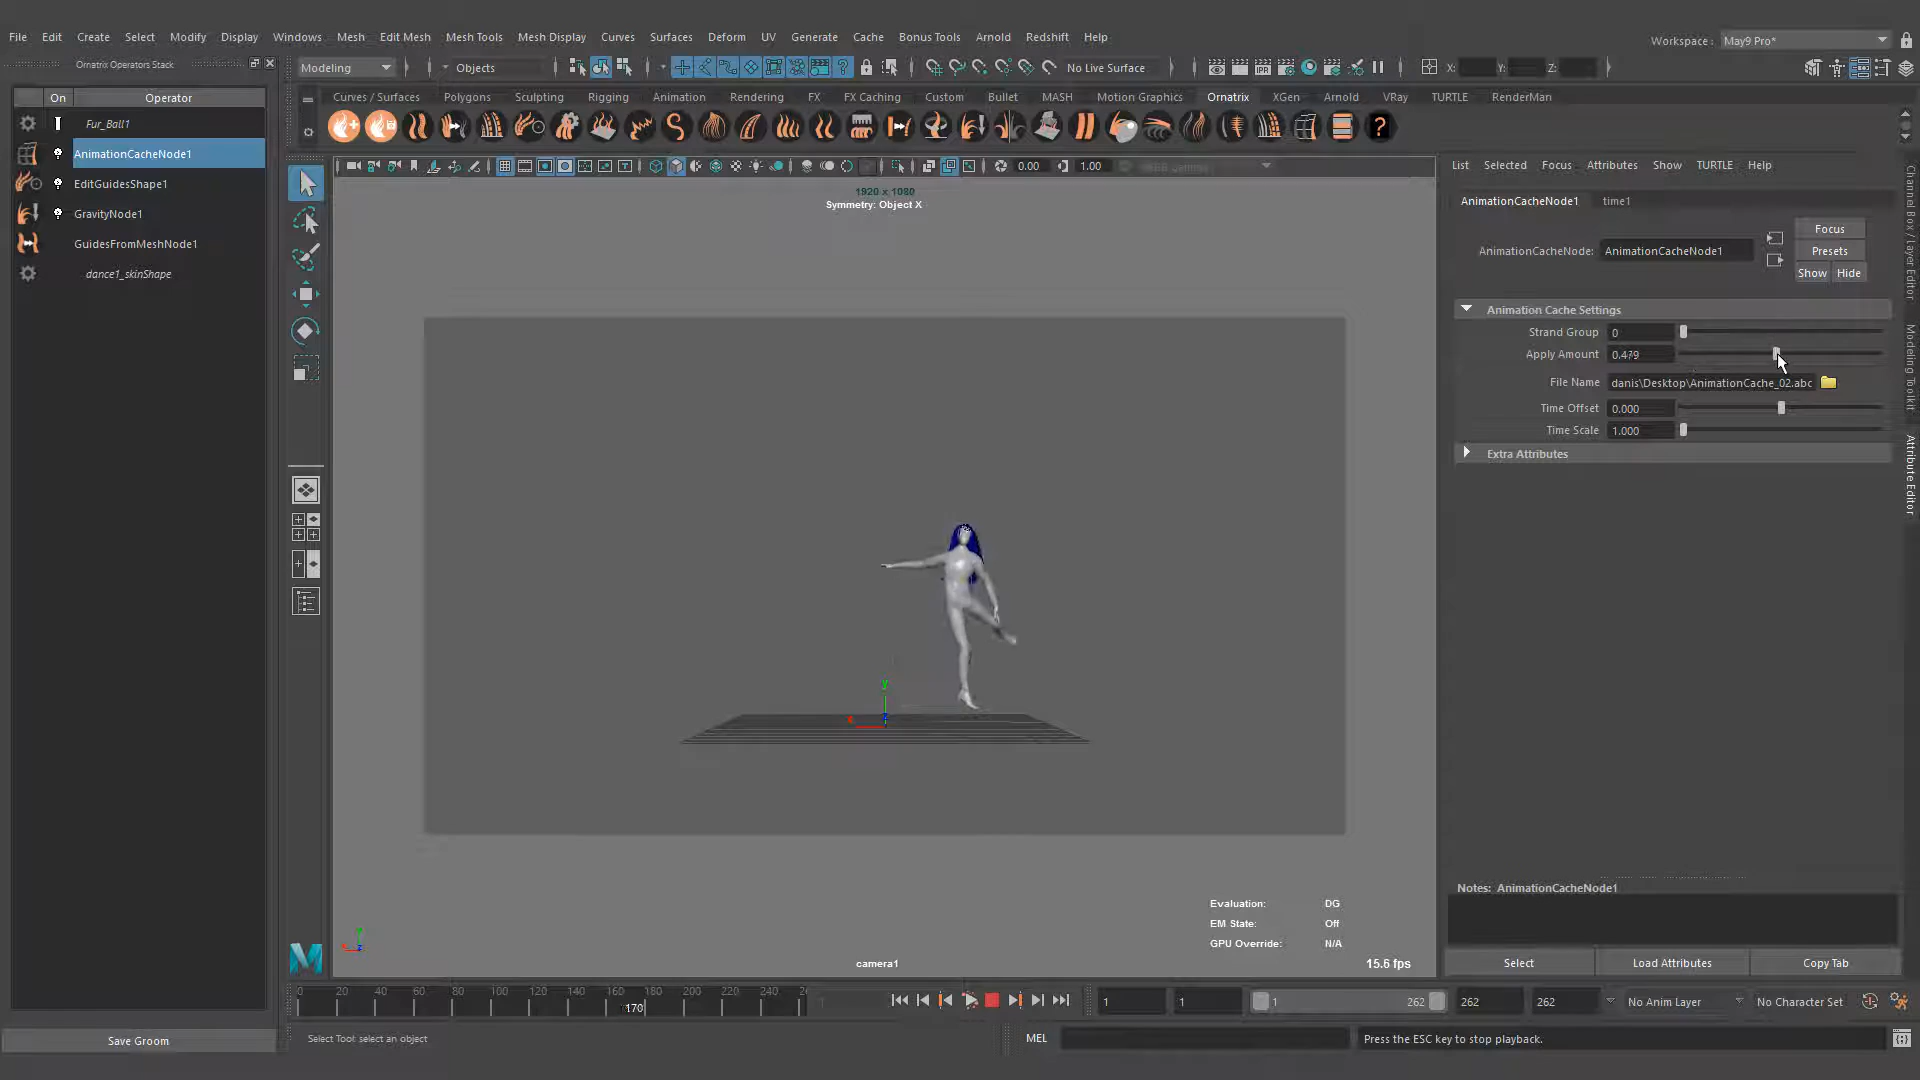 File Edit Create Select Modify Display Windows Mesh Edit Mesh Mesh Tools Mesh Display Curves Surfaces Deform UV Generate Cache Bonus Tools Arnold Redshift Help
Workspace : May9 Pro*
Ornatrix Operators Stack
Modeling
Objects
No Live Surface
X: Y: Z:
On Operator
Curves / Surfaces Polygons Sculpting Rigging Animation Rendering FX FX Caching Custom Bullet MASH Motion Graphics Ornatrix XGen Arnold VRay TURTLE RenderMan
Fur_Ball1
AnimationCacheNode1
EditGuidesShape1
GravityNode1
GuidesFromMeshNode1
dance1_skinShape
0.00 1.00
1920 x 1080
Symmetry: Object X
List Selected Focus Attributes Show TURTLE Help
AnimationCacheNode1 time1
AnimationCacheNode: AnimationCacheNode1
Focus
Presets
Show Hide
Animation Cache Settings
Strand Group 0
Apply Amount 0.479
File Name danis\Desktop\AnimationCache_02.abc
Time Offset 0.000
Time Scale 1.000
Extra Attributes
Channel Box / Layer Editor
Modeling Toolkit
Attribute Editor
y
x
z
Evaluation: DG
EM State: Off
GPU Override: N/A
camera1
15.6 fps
Notes: AnimationCacheNode1
Select Load Attributes Copy Tab
0 20 40 60 80 100 120 140 160 180 200 220 240
170
1 1 1 262 262 262
No Anim Layer
No Character Set
Save Groom
Select Tool: select an object
MEL
Press the ESC key to stop playback.